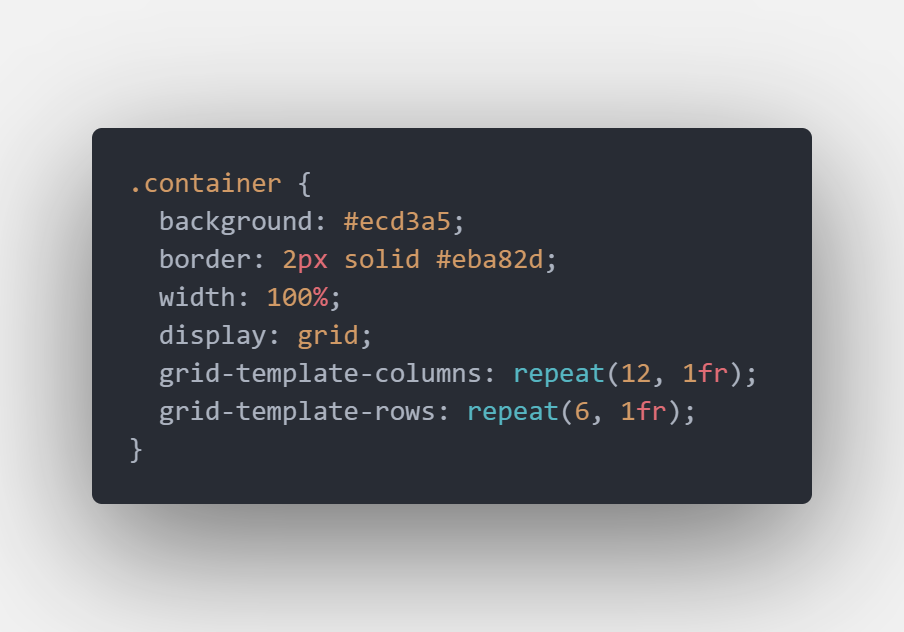 .container {
  background: #ecd3a5;
  border: 2px solid #eba82d;
  width: 100%;
  display: grid;
  grid-template-columns: repeat(12, 1fr);
  grid-template-rows: repeat(6, 1fr);
}